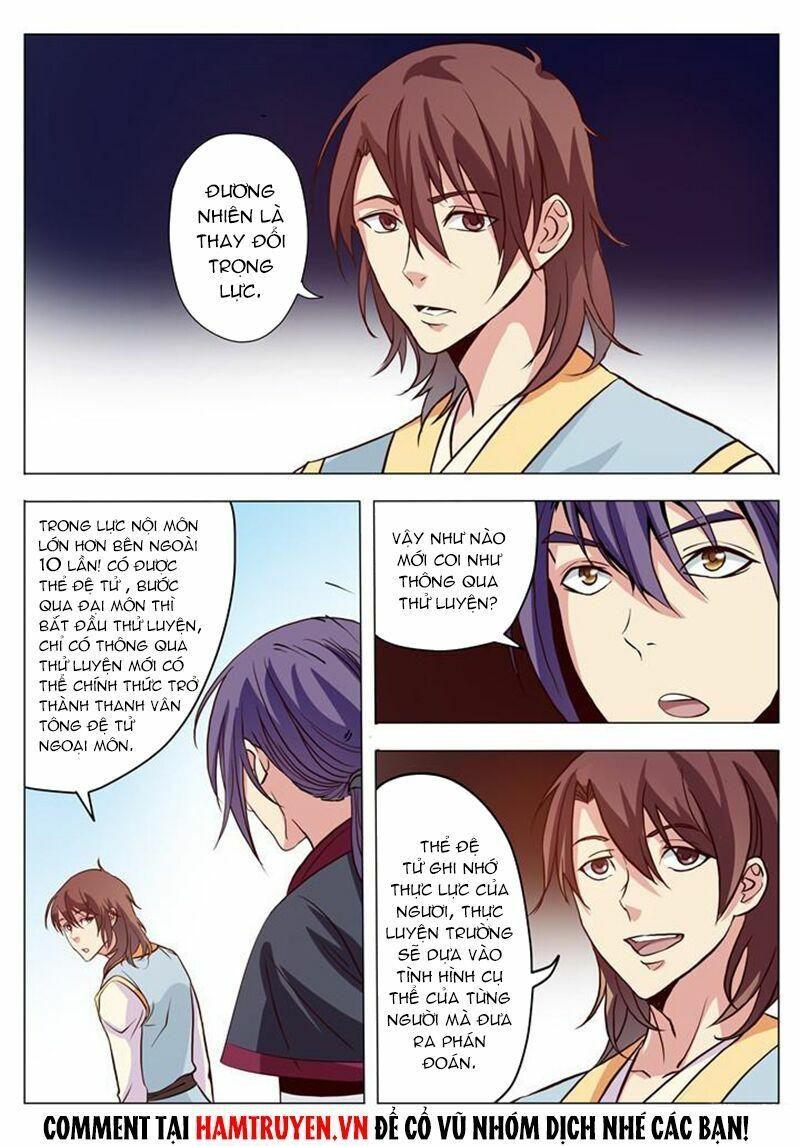 ĐƯƠNG
NHIÊN LÀ
THAY ĐỔI
TRỌNG
LỰC.
TRONG LỰC NỘI MÔN
LỚN HƠN BÊN NGOÀI
10 LẦN! CÓ ĐƯỢC
THẺ ĐỆ TỬ , BƯỚC
QUA ĐẠI MÔN THÌ
BẮT ĐẦU THỬ LUYỆN,
CHỈ CÓ THÔNG QUA
THỬ LUYỆN MỚI CÓ
THỂ CHÍNH THỨC TRỞ
THÀNH THANH VÂN
TÔNG ĐỆ TỬ
NGOẠI MÔN.
VẬY NHƯ NÀO
MỚI COI NHƯ
THÔNG QUA
THỬ LUYỆN?
THẺ ĐỆ
TỬ GHI NHỚ
THỰC LỰC CỦA
NGƯƠI, THỰC
LUYỆN TRƯỜNG
SẼ DỰA VÀO
TÌNH HÌNH CỤ
THỂ CỦA TỪNG
NGƯỜI MÀ ĐƯA
RA PHÁN
ĐOÁN.
COMMENT TẠI HAMTRUYEN.VN ĐỂ CỔ VŨ NHÓM DỊCH NHÉ CÁC BẠN!